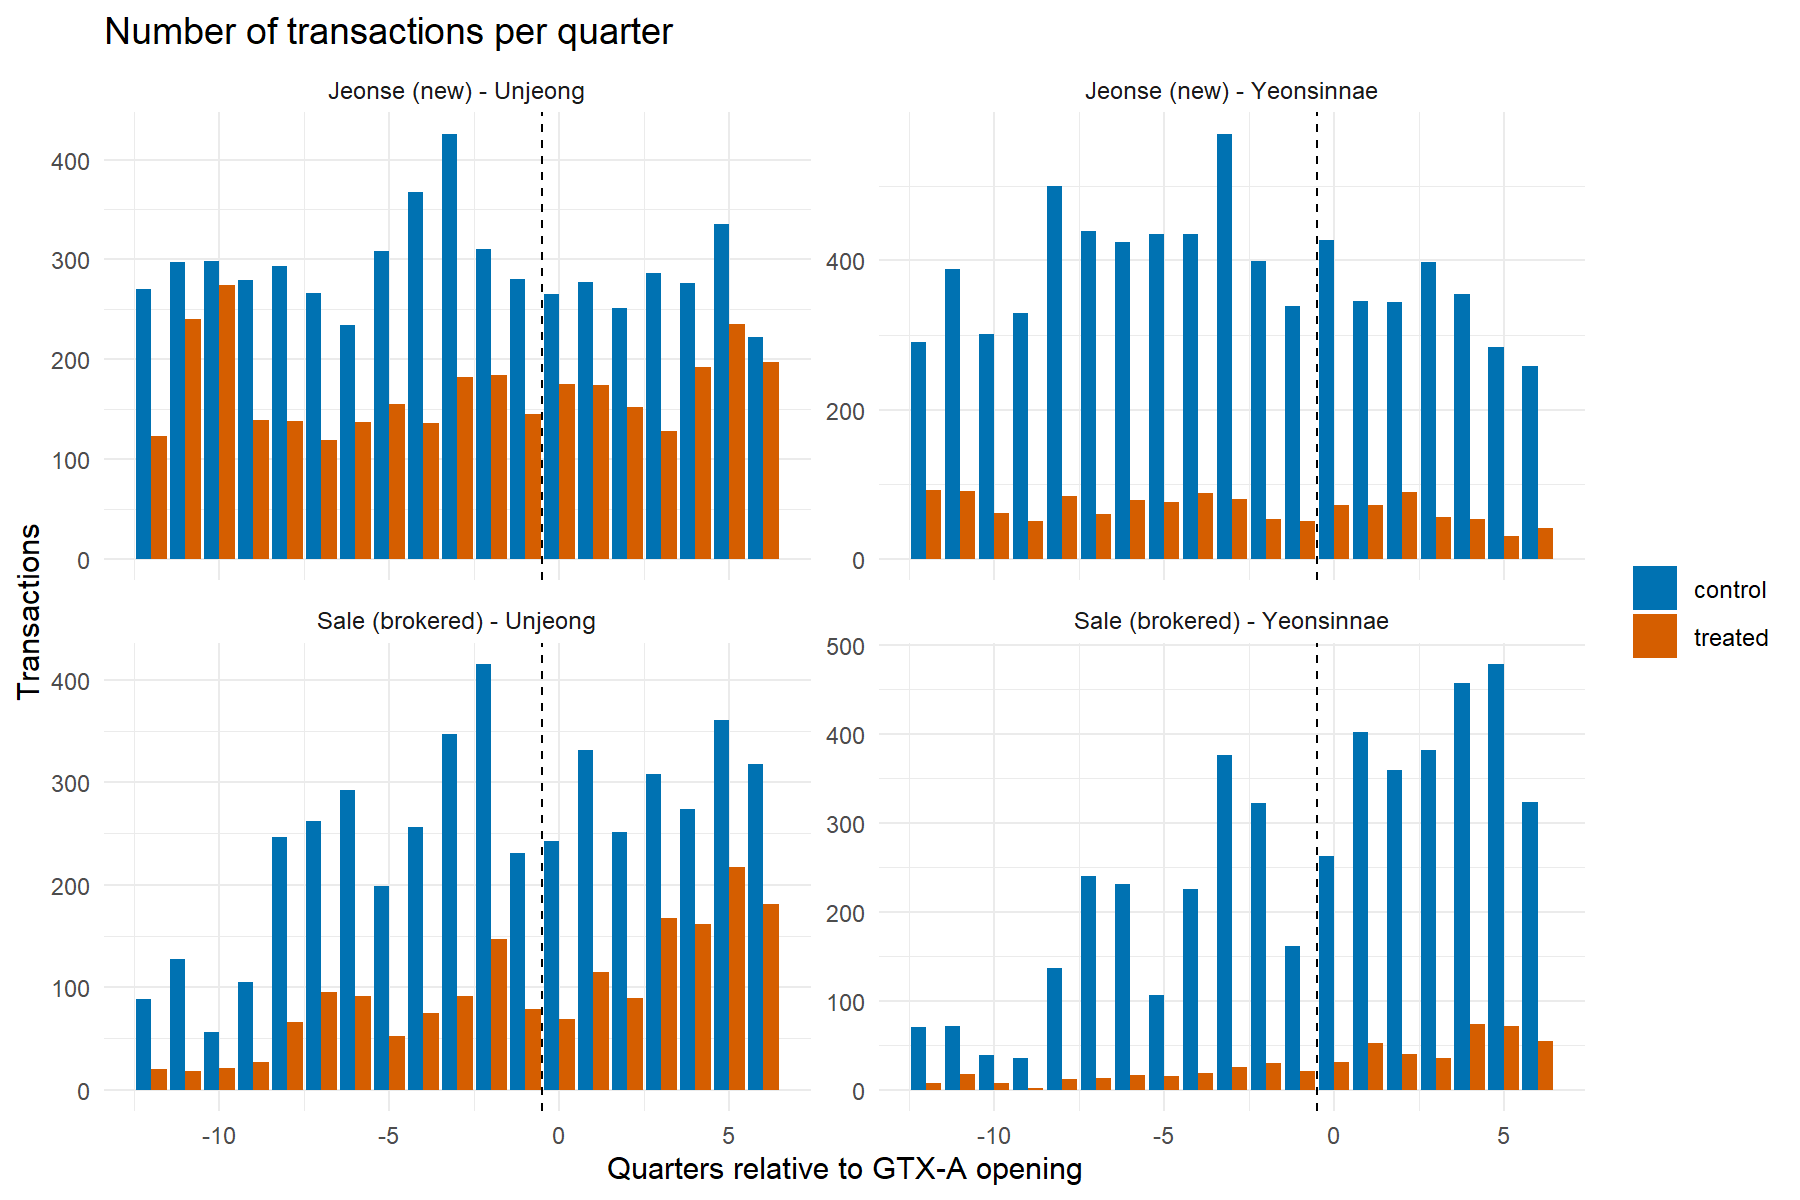 Number of transactions per quarter
Jeonse (new) - Unjeong
Jeonse (new) - Yeonsinnae
400
300
200
100
0
400
200
0
Transactions
control
treated
Sale (brokered) - Unjeong
Sale (brokered) - Yeonsinnae
400
300
200
100
0
500
400
300
200
100
0
-10 -5 0 5
-10 -5 0 5
Quarters relative to GTX-A opening